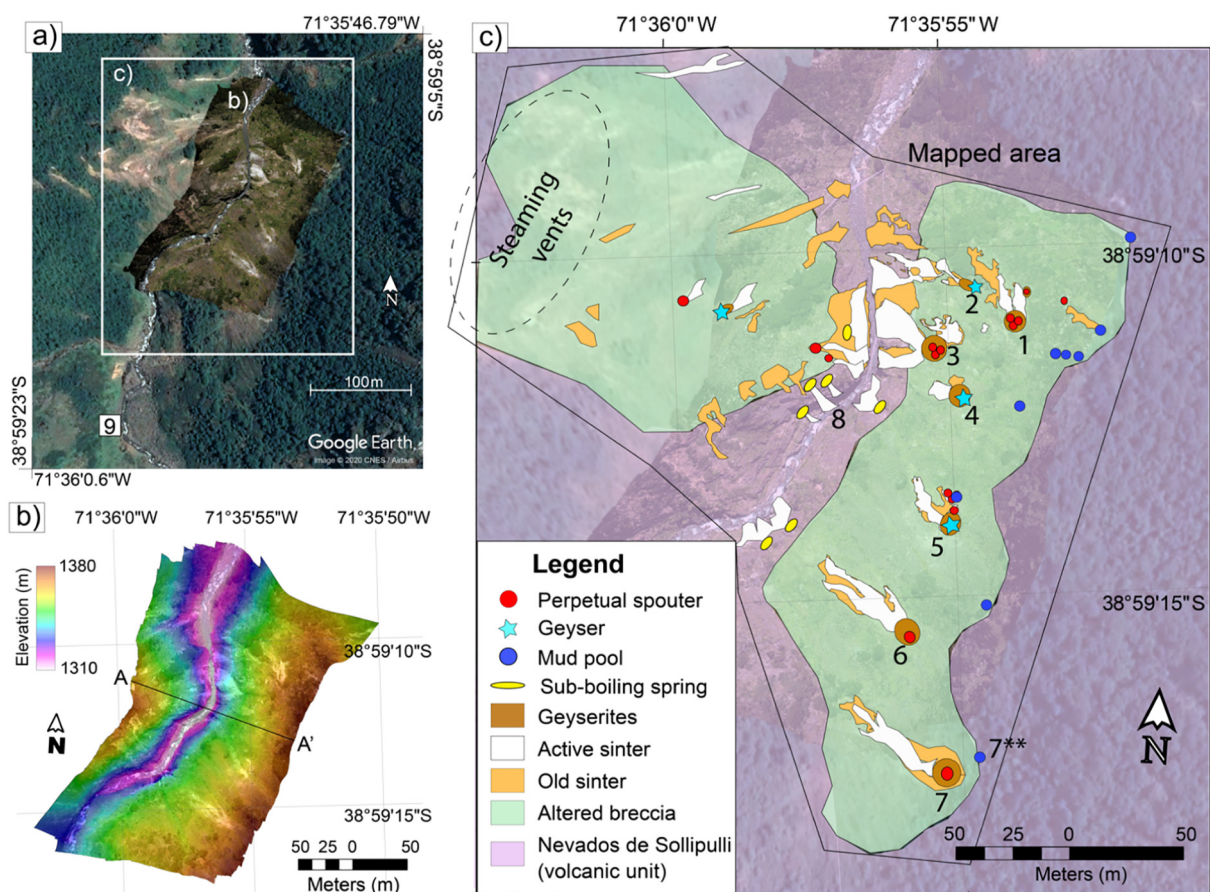 a)
71°35'46.79"W
38°59'5"S
c)
b)
100m
9
Google Earth
Image © 2020 CNES / Airbus
38°59'23"S
71°36'0.6"W
b)
71°36'0"W
71°35'55"W
71°35'50"W
Elevation (m)
1380
1310
38°59'10"S
A
A'
N
38°59'15"S
50 25 0 50
Meters (m)
c)
71°36'0"W
71°35'55"W
Mapped area
Steaming
vents
38°59'10"S
2
1
3
4
8
5
38°59'15"S
6
7**
7
N
50 25 0 50
Meters (m)
Legend
Perpetual spouter
Geyser
Mud pool
Sub-boiling spring
Geyserites
Active sinter
Old sinter
Altered breccia
Nevados de Sollipulli
(volcanic unit)